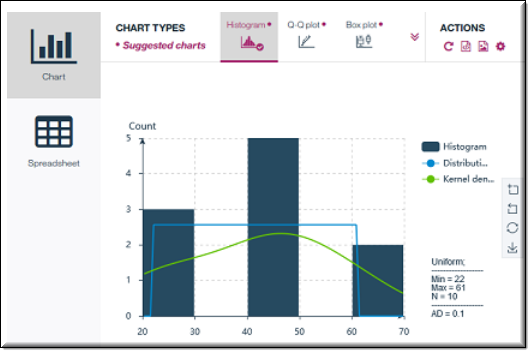 CHART TYPES
* Suggested charts
Histogram *
Q-Q plot *
Box plot *
ACTIONS
Chart
Spreadsheet
Count
5
4
3
2
1
0
20 30 40 50 60 70
Histogram
Distributi...
Kernel den...
Uniform;
Min = 22
Max = 61
N = 10
AD = 0.1